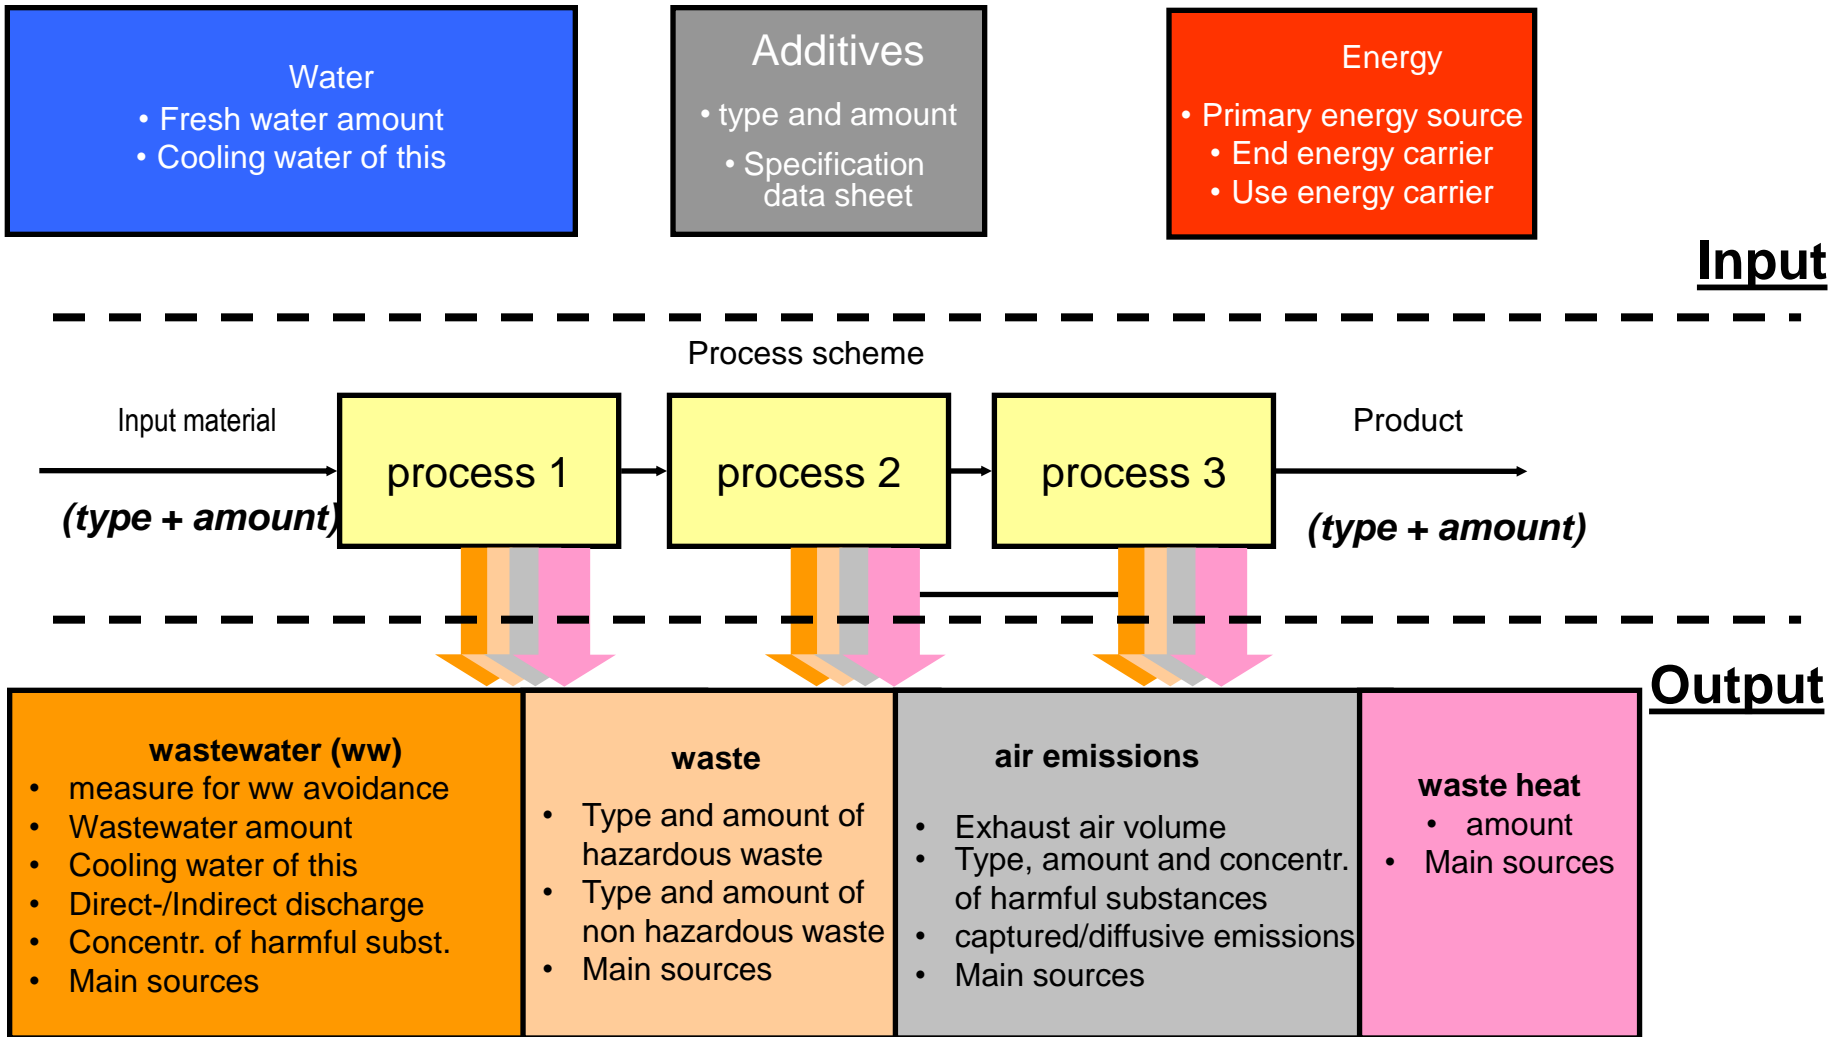 Water
• Fresh water amount
• Cooling water of this
Additives
• type and amount
• Specification
data sheet
Energy
• Primary energy source
• End energy carrier
• Use energy carrier
Input
Process scheme
Input material
(type + amount)
process 1
process 2
process 3
Product
(type + amount)
Output
wastewater (ww)
• measure for ww avoidance
• Wastewater amount
• Cooling water of this
• Direct-/Indirect discharge
• Concentr. of harmful subst.
• Main sources
waste
• Type and amount of
hazardous waste
• Type and amount of
non hazardous waste
• Main sources
air emissions
• Exhaust air volume
• Type, amount and concentr.
of harmful substances
• captured/diffusive emissions
• Main sources
waste heat
• amount
• Main sources